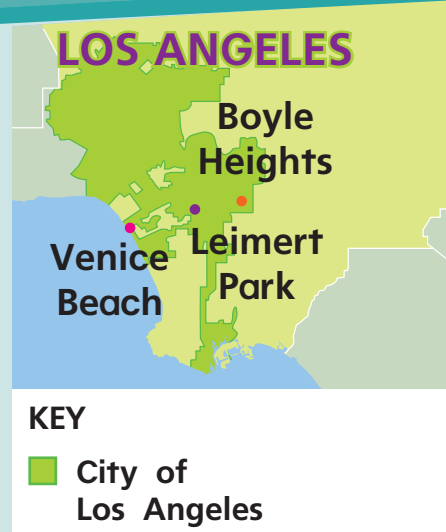 LOS ANGELES
Boyle
Heights
Leimert
Park
Venice
Beach
KEY
City of
Los Angeles